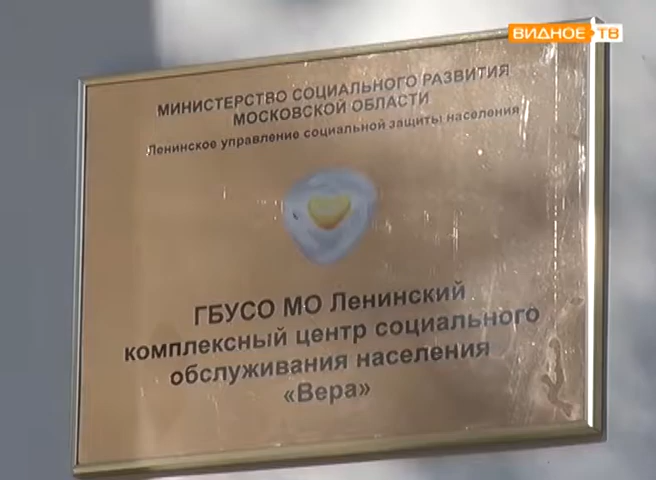 ВИДНОЕ ТВ
МИНИСТЕРСТВО СОЦИАЛЬНОГО РАЗВИТИЯ
МОСКОВСКОЙ ОБЛАСТИ
Ленинское управление социальной защиты населения
ГБУСО МО Ленинский
комплексный центр социального
обслуживания населения
«Вера»